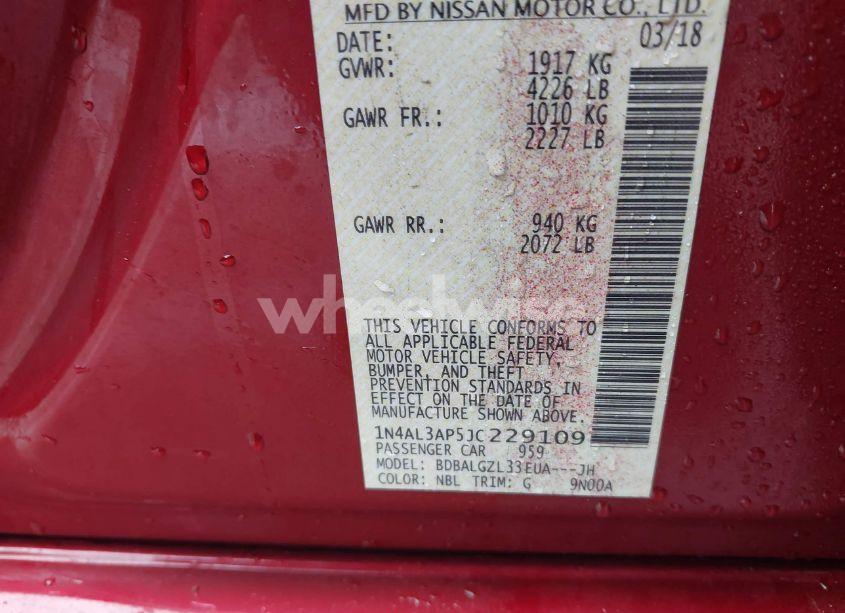 MFD BY NISSAN MOTOR CO., LTD.
DATE: 03/18
GVWR: 1917 KG
4226 LB
GAWR FR.: 1010 KG
2227 LB
GAWR RR.: 940 KG
2072 LB
wheelwise
THIS VEHICLE CONFORMS TO
ALL APPLICABLE FEDERAL
MOTOR VEHICLE SAFETY,
BUMPER, AND THEFT
PREVENTION STANDARDS IN
EFFECT ON THE DATE OF
MANUFACTURE SHOWN ABOVE.
1N4AL3AP5JC229109
PASSENGER CAR 959
MODEL: BDBALGZL33EUA---JH
COLOR: NBL TRIM: G 9N00A